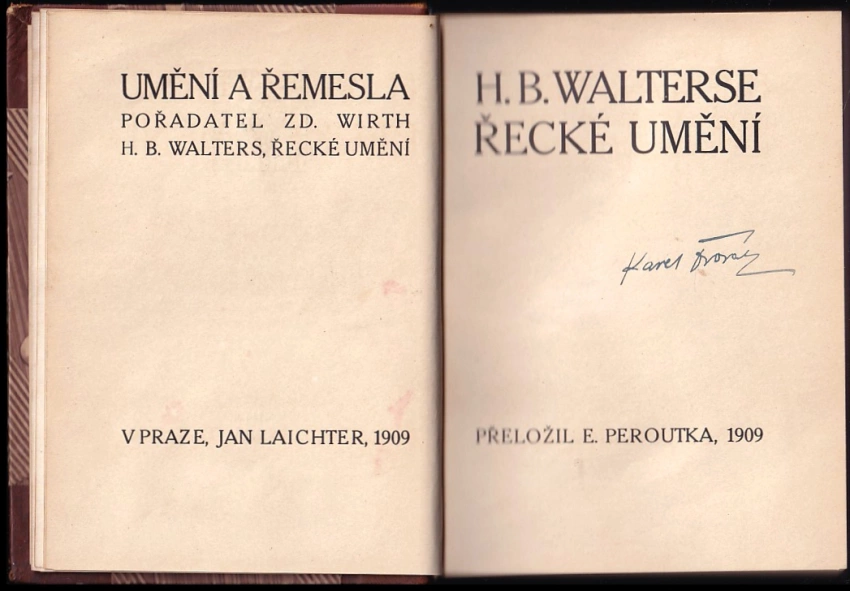 UMĚNÍ A ŘEMESLA
POŘADATEL ZD. WIRTH
H. B. WALTERS, ŘECKÉ UMĚNÍ
V PRAZE, JAN LAICHTER, 1909
H. B. WALTERSE
ŘECKÉ UMĚNÍ
Karel
PŘELOŽIL E. PEROUTKA, 1909